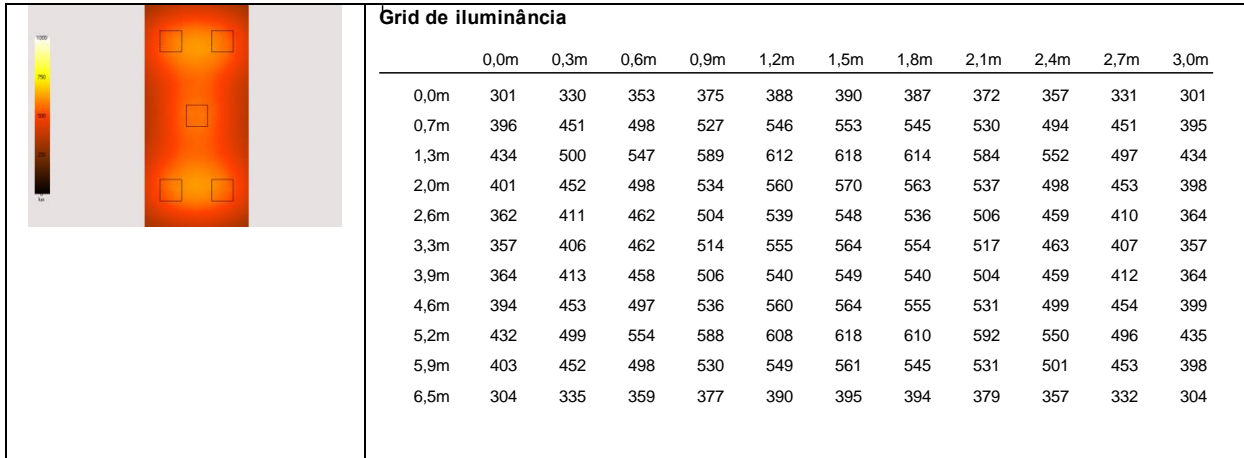 1000
750
500
250
lux
Grid de iluminância
0,0m 0,3m 0,6m 0,9m 1,2m 1,5m 1,8m 2,1m 2,4m 2,7m 3,0m
0,0m 301 330 353 375 388 390 387 372 357 331 301
0,7m 396 451 498 527 546 553 545 530 494 451 395
1,3m 434 500 547 589 612 618 614 584 552 497 434
2,0m 401 452 498 534 560 570 563 537 498 453 398
2,6m 362 411 462 504 539 548 536 506 459 410 364
3,3m 357 406 462 514 555 564 554 517 463 407 357
3,9m 364 413 458 506 540 549 540 504 459 412 364
4,6m 394 453 497 536 560 564 555 531 499 454 399
5,2m 432 499 554 588 608 618 610 592 550 496 435
5,9m 403 452 498 530 549 561 545 531 501 453 398
6,5m 304 335 359 377 390 395 394 379 357 332 304